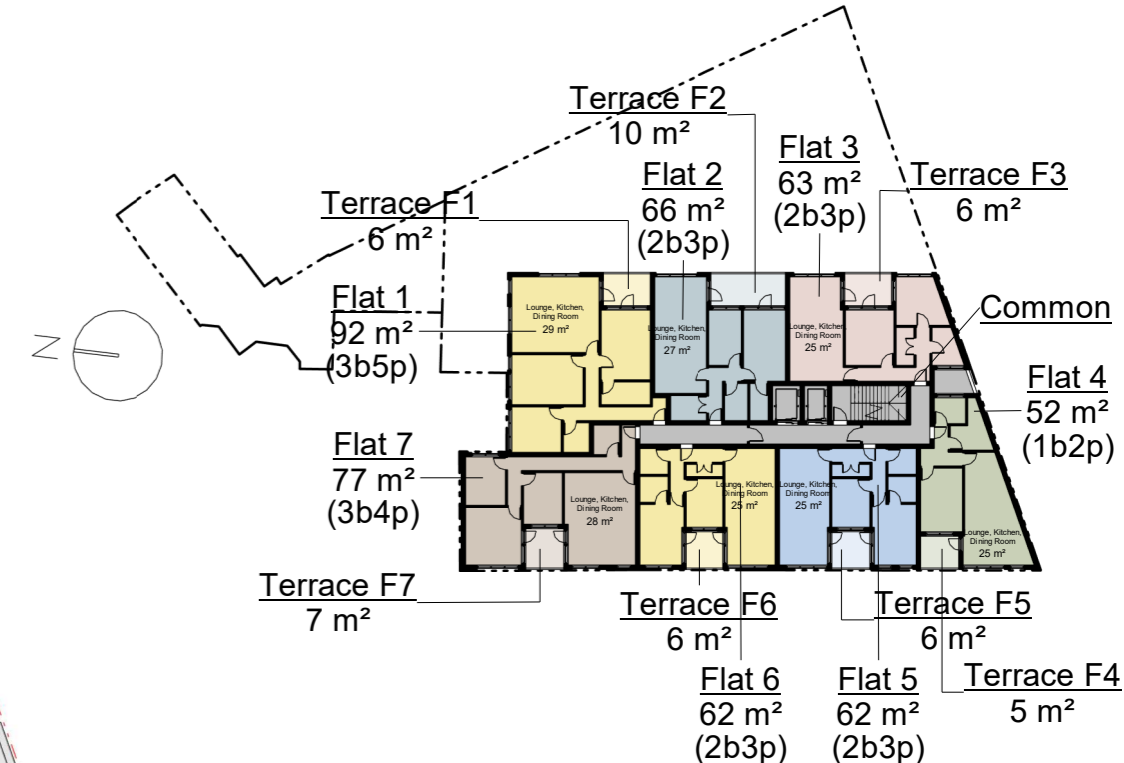 Terrace F2
10 m²
Flat 3
63 m²
(2b3p)
Flat 2
66 m²
(2b3p)
Terrace F3
6 m²
Terrace F1
6 m²
Flat 1
92 m²
(3b5p)
Common
N
Lounge, Kitchen,
Dining Room
29 m²
Lounge, Kitchen,
Dining Room
27 m²
Lounge, Kitchen,
Dining Room
25 m²
Flat 4
52 m²
(1b2p)
Flat 7
77 m²
(3b4p)
Lounge, Kitchen,
Dining Room
28 m²
Lounge, Kitchen,
Dining Room
25 m²
Lounge, Kitchen,
Dining Room
25 m²
Lounge, Kitchen,
Dining Room
25 m²
Terrace F7
7 m²
Terrace F6
6 m²
Terrace F5
6 m²
Flat 6
62 m²
(2b3p)
Flat 5
62 m²
(2b3p)
Terrace F4
5 m²